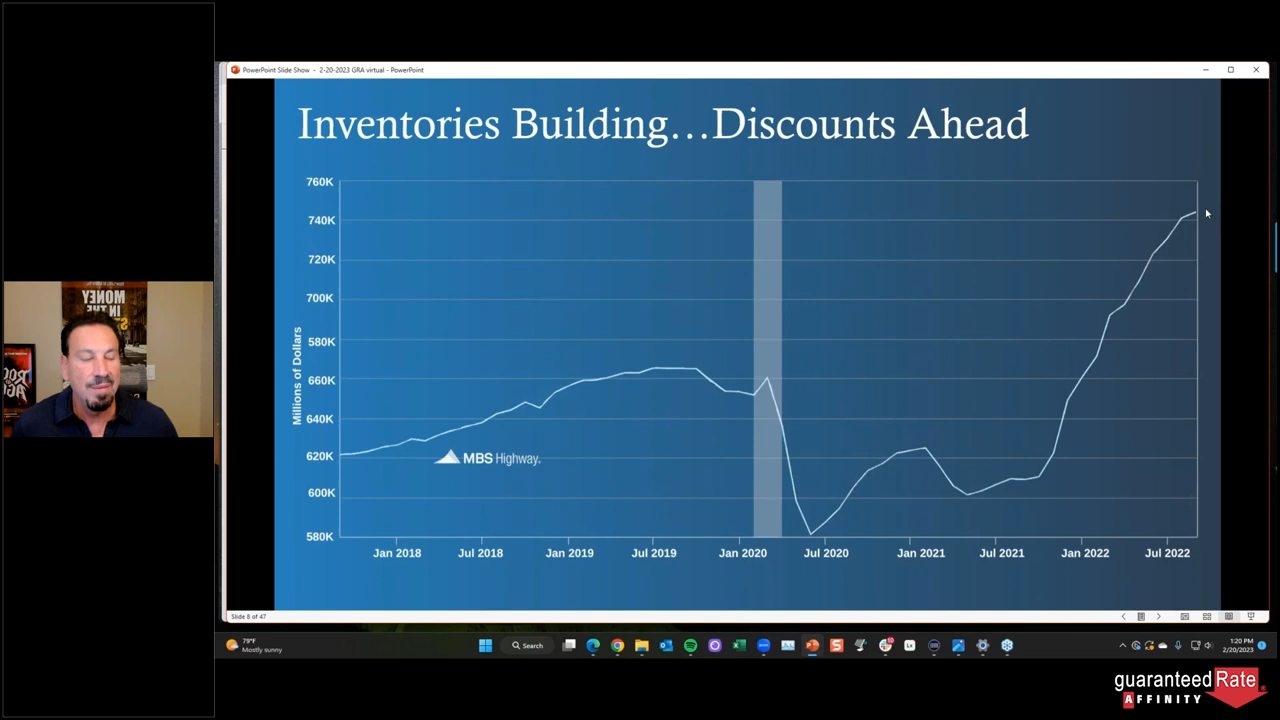 PowerPoint Slide Show - 2-20-2023 GRA virtual - PowerPoint
Inventories Building...Discounts Ahead
760K
740K
720K
700K
580K
660K
640K
620K
600K
580K
Millions of Dollars
MBS Highway
Jan 2018
Jul 2018
Jan 2019
Jul 2019
Jan 2020
Jul 2020
Jan 2021
Jul 2021
Jan 2022
Jul 2022
MONEY
IN THE
Slide 8 of 47
79°F
Mostly sunny
Search
1:20 PM
2/20/2023
guaranteed Rate
AFFINITY